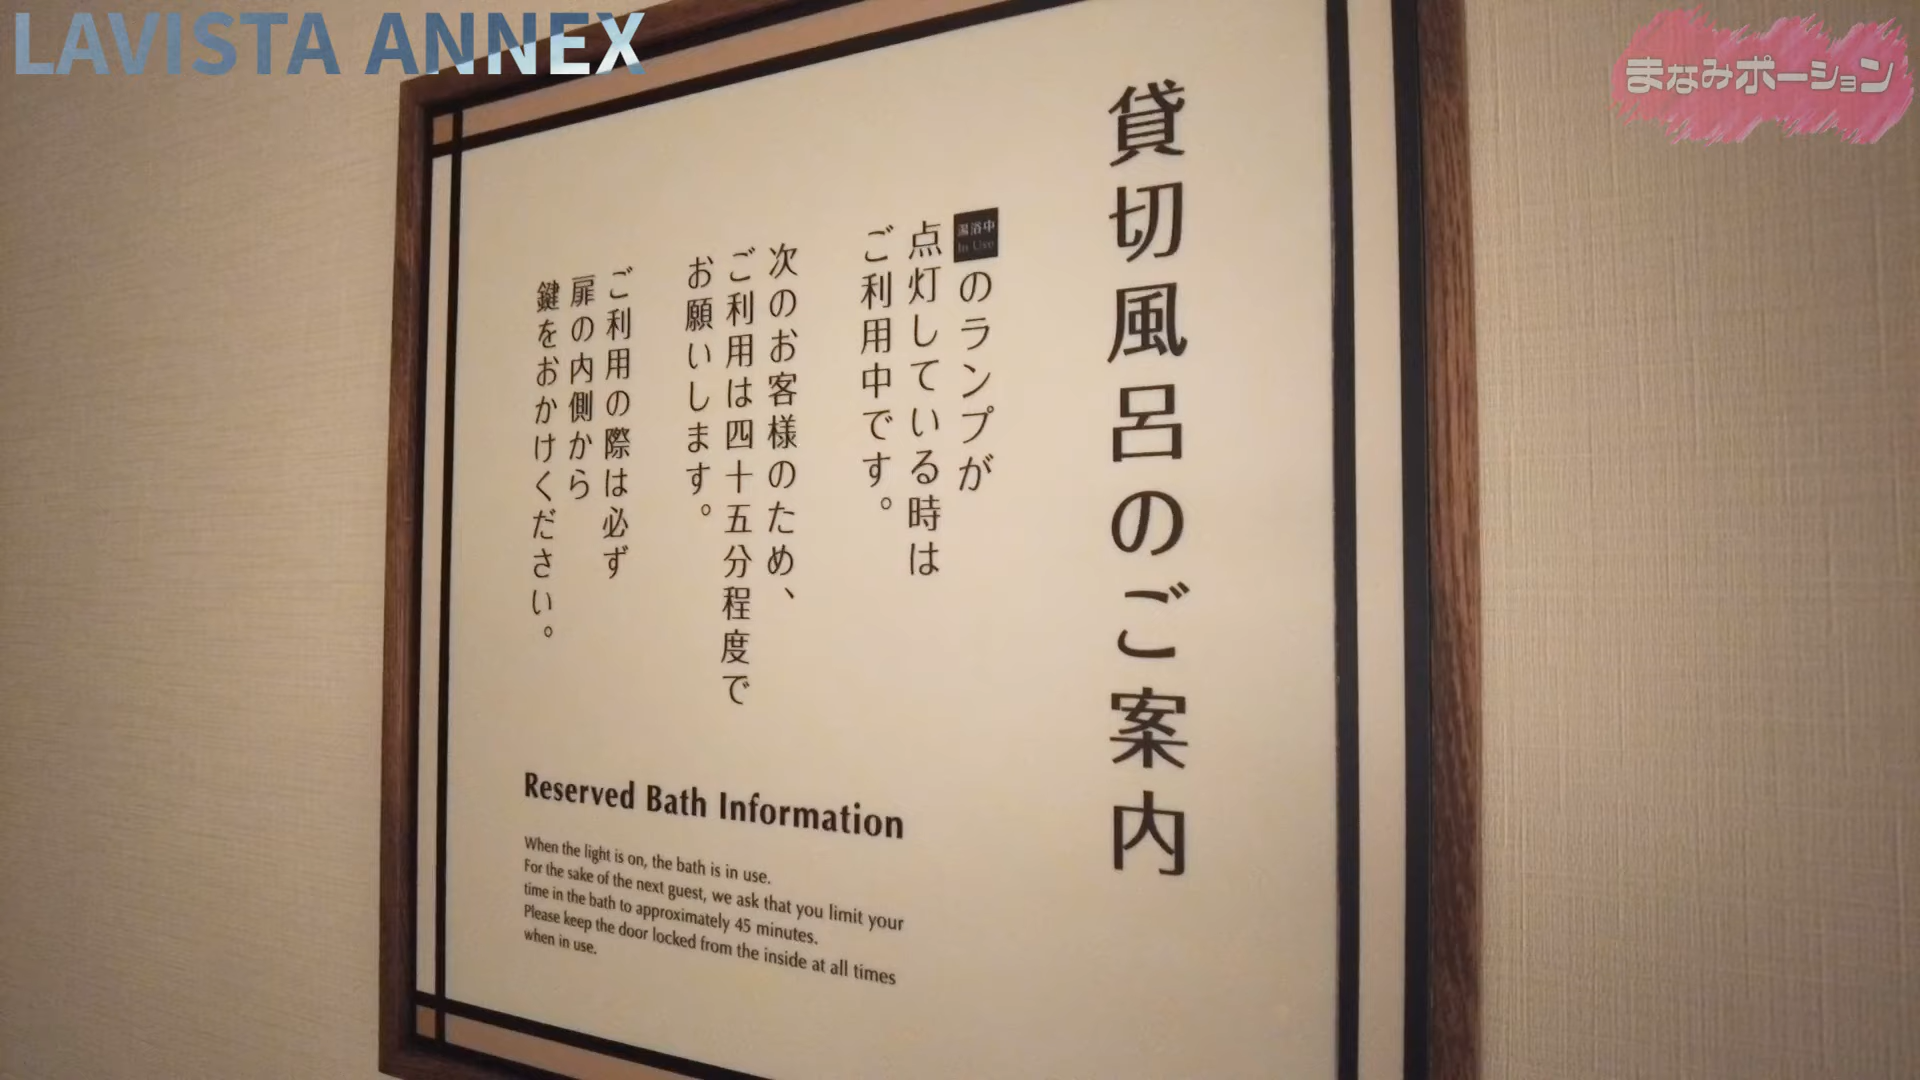 LAVISTA ANNEX
まなみポーション
貸切風呂のご案内
湯浴中
In Use
のランプが
点灯している時は
ご利用中です。
次のお客様のため、
ご利用は四十五分程度で
お願いします。
ご利用の際は必ず
扉の内側から
鍵をおかけください。
Reserved Bath Information
When the light is on, the bath is in use.
For the sake of the next guest, we ask that you limit your
time in the bath to approximately 45 minutes.
Please keep the door locked from the inside at all times
when in use.